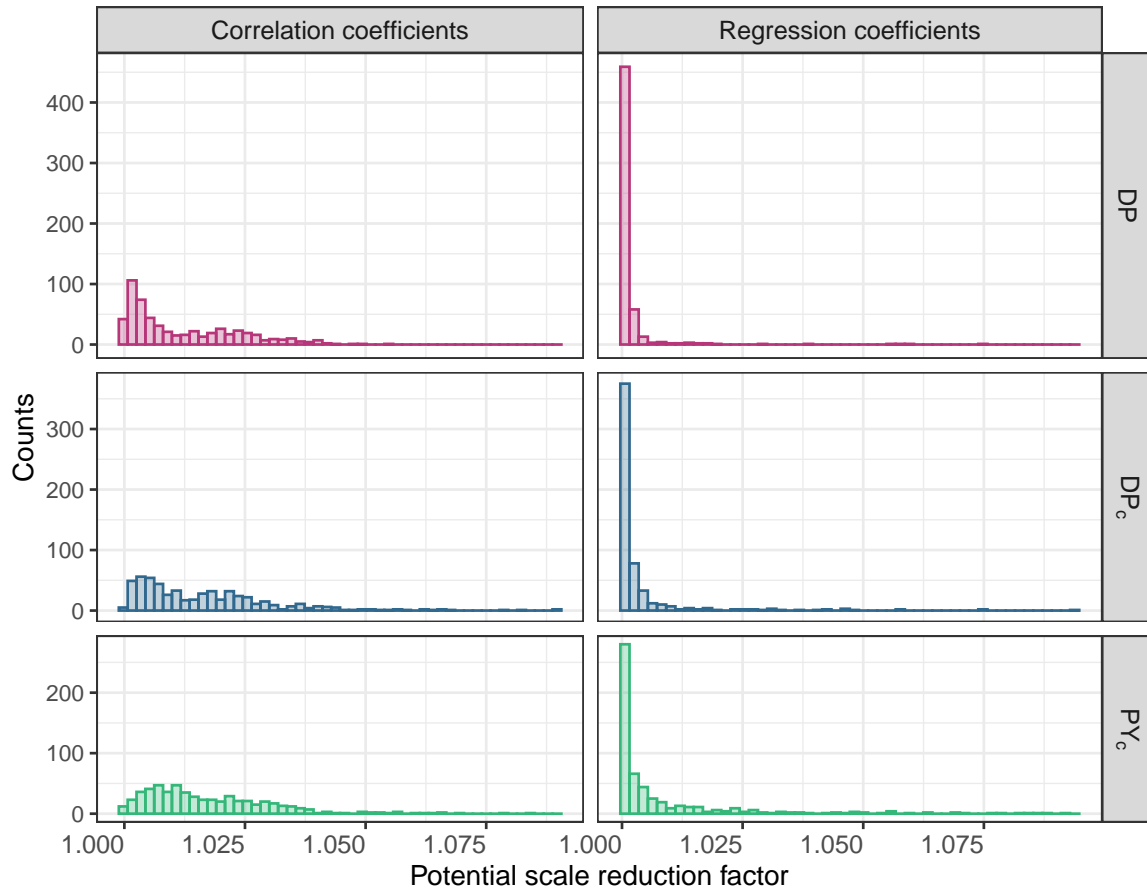 Correlation coefficients
Regression coefficients
400
300
200
100
0
DP
300
200
100
0
DPc
200
100
0
PYc
Counts
1.000 1.025 1.050 1.075 1.000 1.025 1.050 1.075
Potential scale reduction factor